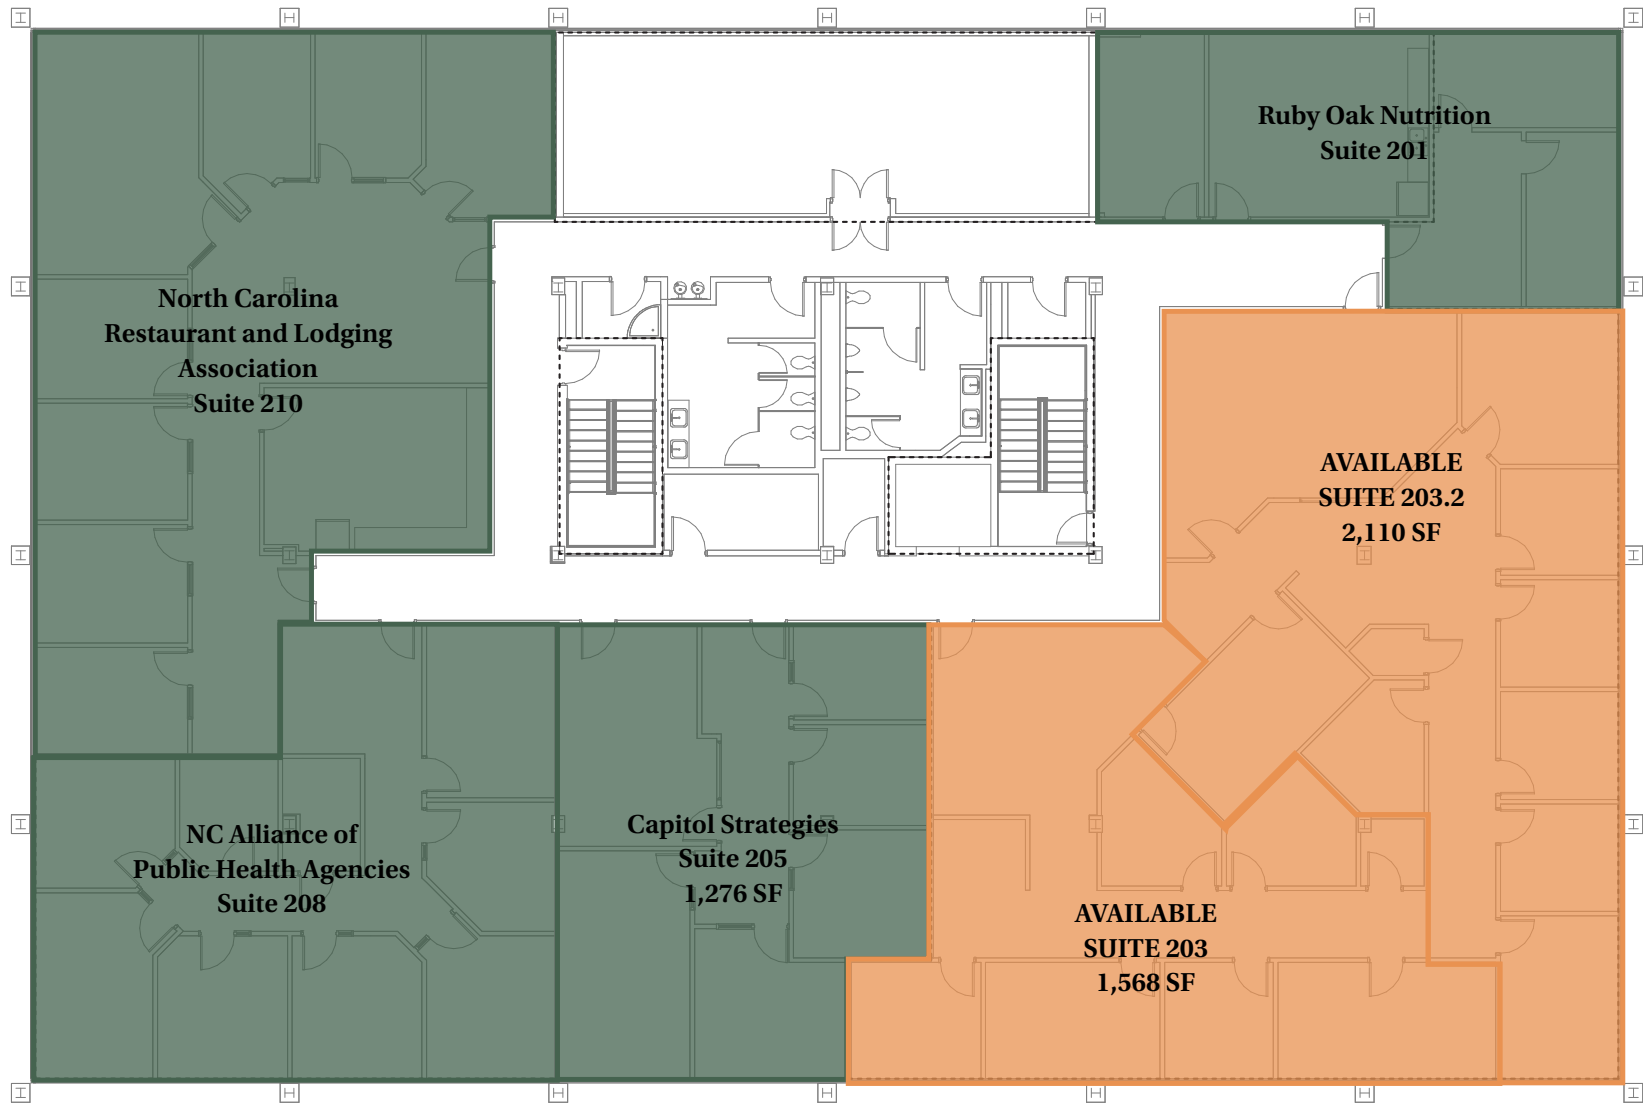 Ruby Oak Nutrition
Suite 201
North Carolina
Restaurant and Lodging
Association
Suite 210
AVAILABLE
SUITE 203.2
2,110 SF
NC Alliance of
Public Health Agencies
Suite 208
Capitol Strategies
Suite 205
1,276 SF
AVAILABLE
SUITE 203
1,568 SF